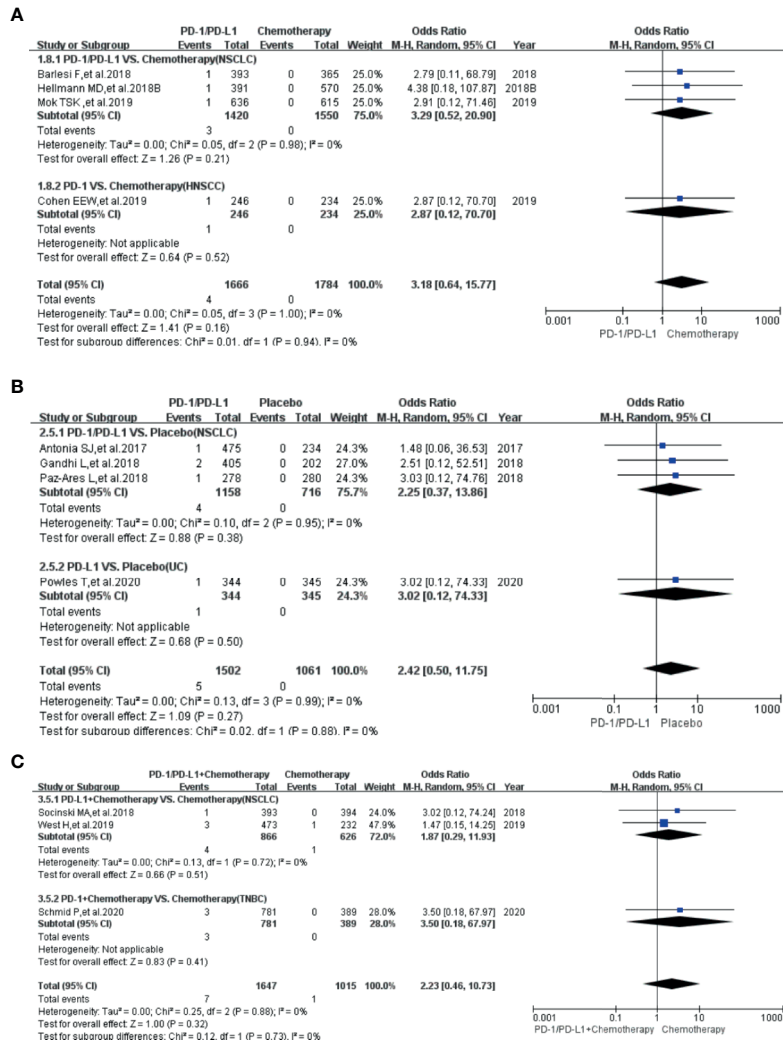 A
PD-1/PD-L1 Chemotherapy Odds Ratio Odds Ratio
Study or Subgroup Events Total Events Total Weight M-H, Random, 95% CI Year M-H, Random, 95% CI
1.8.1 PD-1/PD-L1 VS. Chemotherapy(NSCLC)
Barlesi F,et al.2018 1 393 0 365 25.0% 2.79 [0.11, 68.79] 2018
Hellmann MD,et al.2018B 1 391 0 570 25.0% 4.38 [0.18, 107.87] 2018B
Mok TSK ,et al.2019 1 636 0 615 25.0% 2.91 [0.12, 71.46] 2019
Subtotal (95% CI) 1420 1550 75.0% 3.29 [0.52, 20.90]
Total events 3 0
Heterogeneity: Tau² = 0.00; Chi² = 0.05, df = 2 (P = 0.98); I² = 0%
Test for overall effect: Z = 1.26 (P = 0.21)
1.8.2 PD-1 VS. Chemotherapy(HNSCC)
Cohen EEW,et al.2019 1 246 0 234 25.0% 2.87 [0.12, 70.70] 2019
Subtotal (95% CI) 246 234 25.0% 2.87 [0.12, 70.70]
Total events 1 0
Heterogeneity: Not applicable
Test for overall effect: Z = 0.64 (P = 0.52)
Total (95% CI) 1666 1784 100.0% 3.18 [0.64, 15.77]
Total events 4 0
Heterogeneity: Tau² = 0.00; Chi² = 0.05, df = 3 (P = 1.00); I² = 0%
Test for overall effect: Z = 1.41 (P = 0.16)
Test for subgroup differences: Chi² = 0.01, df = 1 (P = 0.94), I² = 0%
0.001 0.1 1 10 1000
PD-1/PD-L1 Chemotherapy
B
PD-1/PD-L1 Placebo Odds Ratio Odds Ratio
Study or Subgroup Events Total Events Total Weight M-H, Random, 95% CI Year M-H, Random, 95% CI
2.5.1 PD-1/PD-L1 VS. Placebo(NSCLC)
Antonia SJ,et al.2017 1 475 0 234 24.3% 1.48 [0.06, 36.53] 2017
Gandhi L,et al.2018 2 405 0 202 27.0% 2.51 [0.12, 52.51] 2018
Paz-Ares L,et al.2018 1 278 0 280 24.3% 3.03 [0.12, 74.76] 2018
Subtotal (95% CI) 1158 716 75.7% 2.25 [0.37, 13.86]
Total events 4 0
Heterogeneity: Tau² = 0.00; Chi² = 0.10, df = 2 (P = 0.95); I² = 0%
Test for overall effect: Z = 0.88 (P = 0.38)
2.5.2 PD-L1 VS. Placebo(UC)
Powles T,et al.2020 1 344 0 345 24.3% 3.02 [0.12, 74.33] 2020
Subtotal (95% CI) 344 345 24.3% 3.02 [0.12, 74.33]
Total events 1 0
Heterogeneity: Not applicable
Test for overall effect: Z = 0.68 (P = 0.50)
Total (95% CI) 1502 1061 100.0% 2.42 [0.50, 11.75]
Total events 5 0
Heterogeneity: Tau² = 0.00; Chi² = 0.13, df = 3 (P = 0.99); I² = 0%
Test for overall effect: Z = 1.09 (P = 0.27)
Test for subgroup differences: Chi² = 0.02, df = 1 (P = 0.88), I² = 0%
0.001 0.1 1 10 1000
PD-1/PD-L1 Placebo
C
PD-1/PD-L1+Chemotherapy Chemotherapy Odds Ratio Odds Ratio
Study or Subgroup Events Total Events Total Weight M-H, Random, 95% CI Year M-H, Random, 95% CI
3.5.1 PD-L1+Chemotherapy VS. Chemotherapy(NSCLC)
Socinski MA,et al.2018 1 393 0 394 24.0% 3.02 [0.12, 74.24] 2018
West H,et al.2019 3 473 1 232 47.9% 1.47 [0.15, 14.25] 2019
Subtotal (95% CI) 866 626 72.0% 1.87 [0.29, 11.93]
Total events 4 1
Heterogeneity: Tau² = 0.00; Chi² = 0.13, df = 1 (P = 0.72); I² = 0%
Test for overall effect: Z = 0.66 (P = 0.51)
3.5.2 PD-1+Chemotherapy VS. Chemotherapy(TNBC)
Schmid P,et al.2020 3 781 0 389 28.0% 3.50 [0.18, 67.97] 2020
Subtotal (95% CI) 781 389 28.0% 3.50 [0.18, 67.97]
Total events 3 0
Heterogeneity: Not applicable
Test for overall effect: Z = 0.83 (P = 0.41)
Total (95% CI) 1647 1015 100.0% 2.23 [0.46, 10.73]
Total events 7 1
Heterogeneity: Tau² = 0.00; Chi² = 0.25, df = 2 (P = 0.88); I² = 0%
Test for overall effect: Z = 1.00 (P = 0.32)
Test for subgroup differences: Chi² = 0.12, df = 1 (P = 0.73), I² = 0%
0.001 0.1 1 10 1000
PD-1/PD-L1+Chemotherapy Chemotherapy